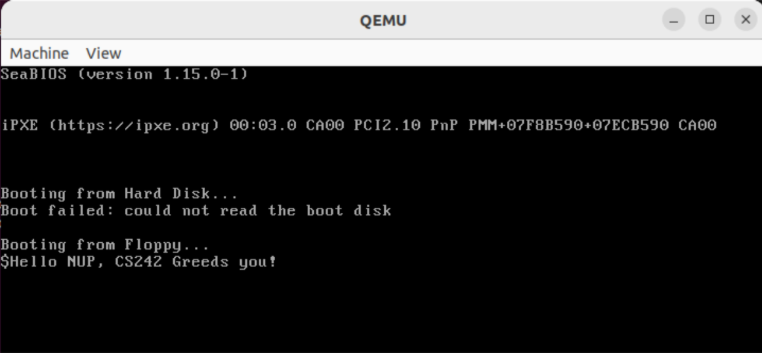 QEMU
Machine View
SeaBIOS (version 1.15.0-1)
iPXE (https://ipxe.org) 00:03.0 CA00 PCI2.10 PnP PMM+07F8B590+07ECB590 CA00
Booting from Hard Disk...
Boot failed: could not read the boot disk
Booting from Floppy...
$Hello NUP, CS242 Greeds you!